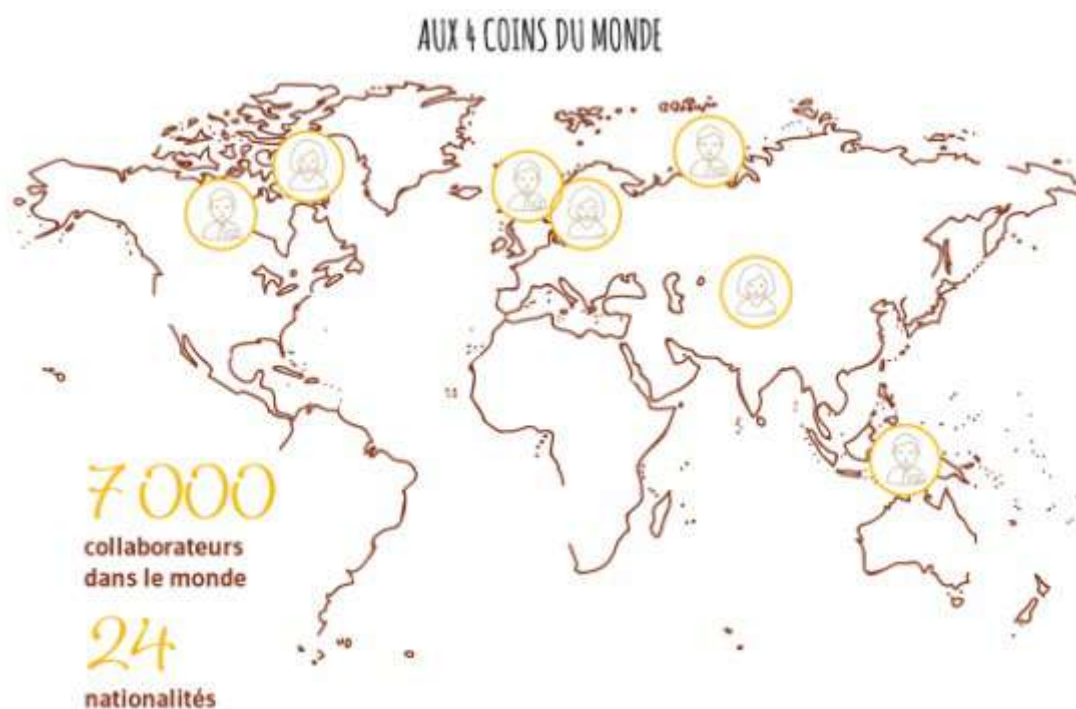 AUX 4 COINS DU MONDE
7 000
collaborateurs
dans le monde
24
nationalités